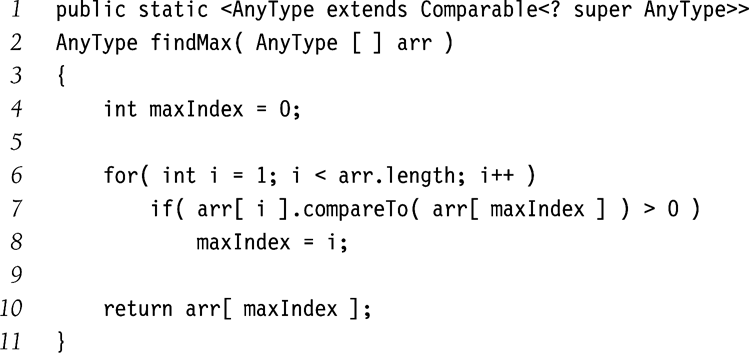 1 public static <AnyType extends Comparable<? super AnyType>>
2 AnyType findMax( AnyType [ ] arr )
3 {
4 int maxIndex = 0;
5
6 for( int i = 1; i < arr.length; i++ )
7 if( arr[ i ].compareTo( arr[ maxIndex ] ) > 0 )
8 maxIndex = i;
9
10 return arr[ maxIndex ];
11 }